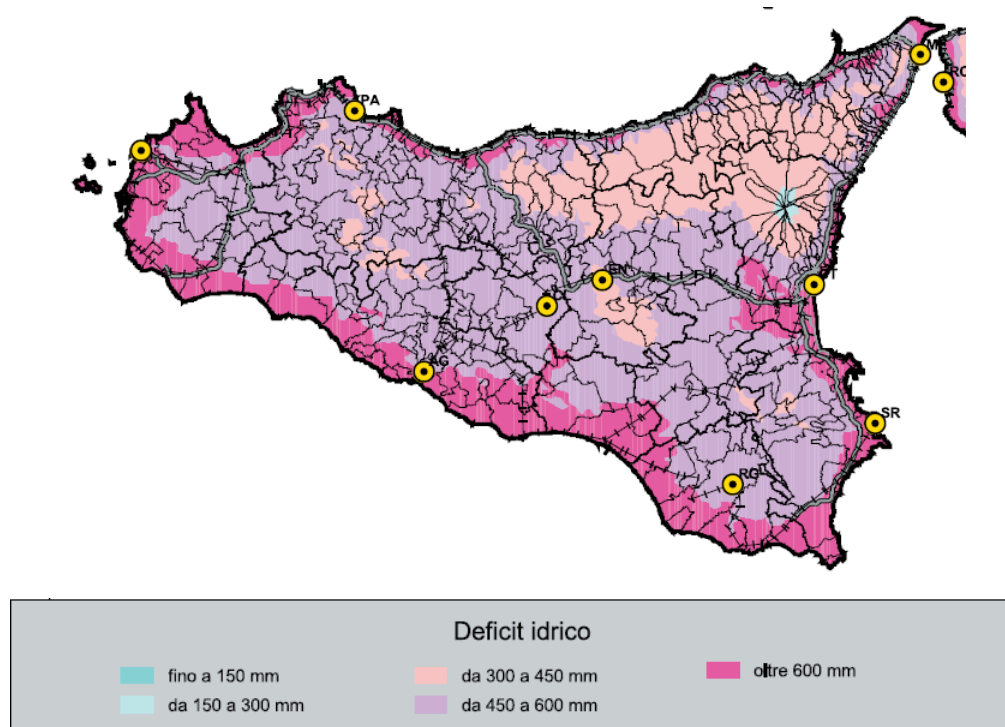 ME
RC
PA
EN
CT
AG
SR
RG
Deficit idrico
fino a 150 mm
da 150 a 300 mm
da 300 a 450 mm
da 450 a 600 mm
oltre 600 mm